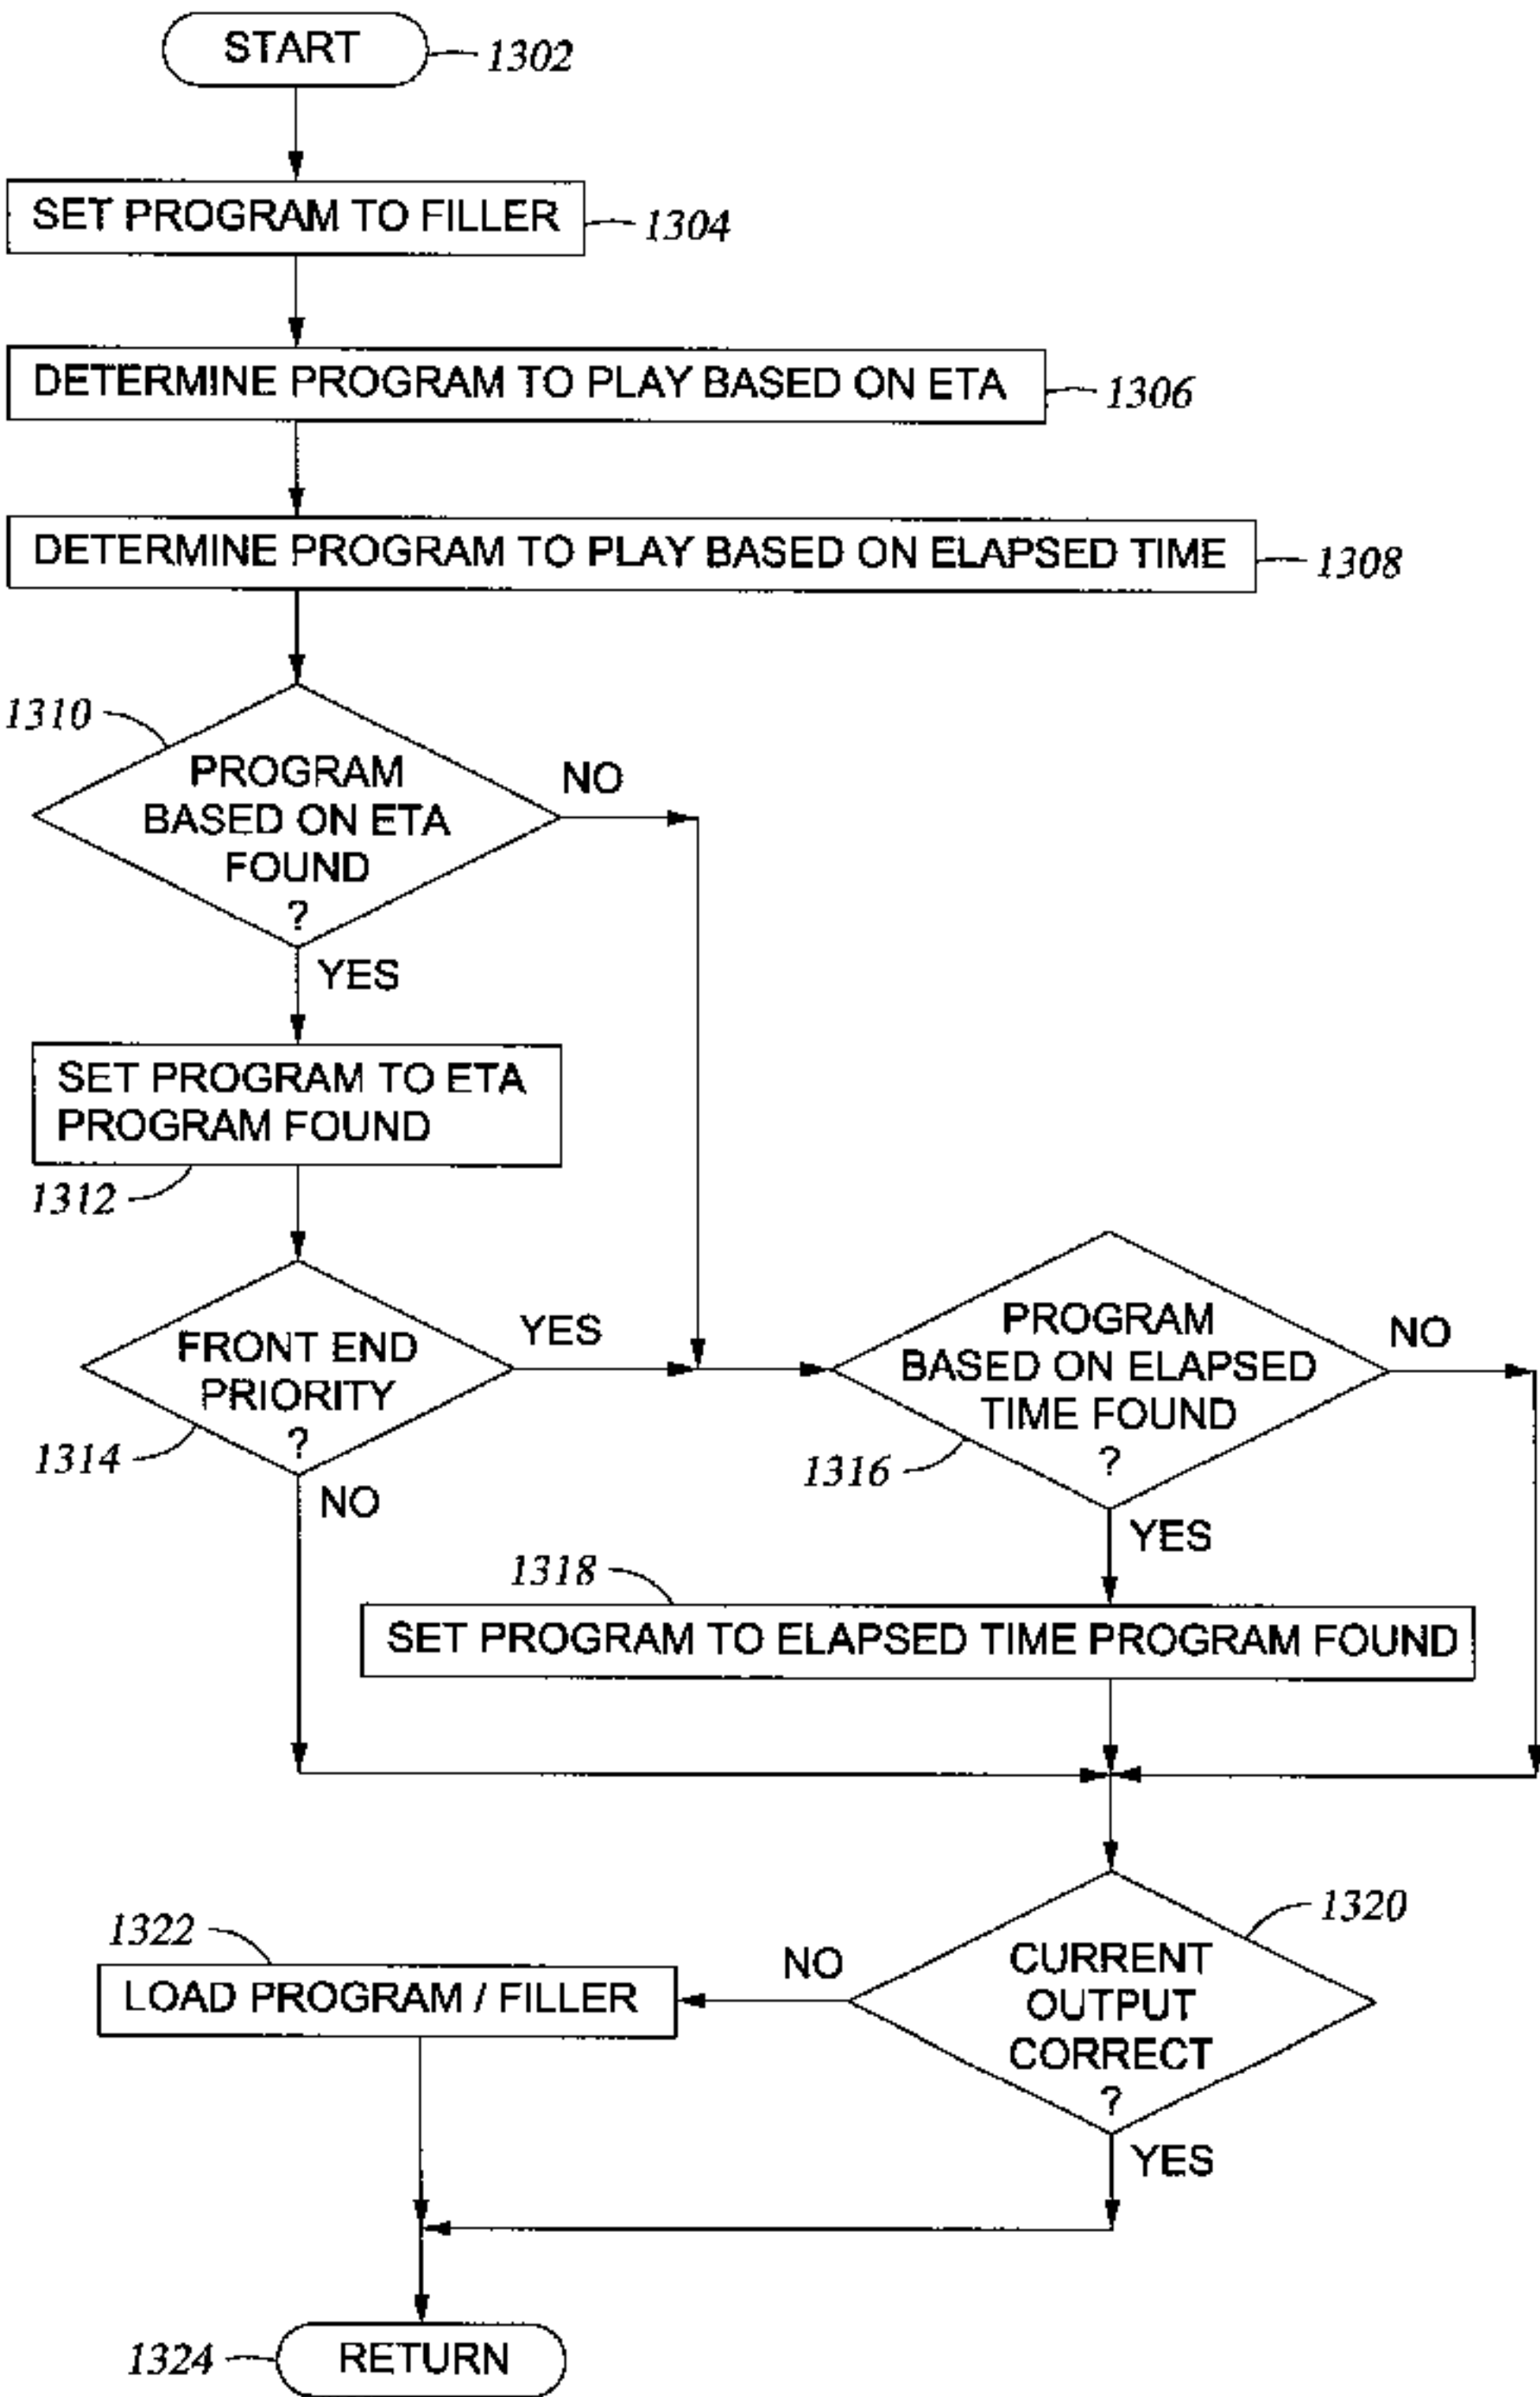 START
1302
SET PROGRAM TO FILLER
1304
DETERMINE PROGRAM TO PLAY BASED ON ETA
1306
DETERMINE PROGRAM TO PLAY BASED ON ELAPSED TIME
1308
1310
PROGRAM
BASED ON ETA
FOUND
?
NO
YES
SET PROGRAM TO ETA
PROGRAM FOUND
1312
FRONT END
PRIORITY
?
1314
YES
NO
PROGRAM
BASED ON ELAPSED
TIME FOUND
?
1316
NO
YES
1318
SET PROGRAM TO ELAPSED TIME PROGRAM FOUND
1320
CURRENT
OUTPUT
CORRECT
?
NO
YES
1322
LOAD PROGRAM / FILLER
1324
RETURN